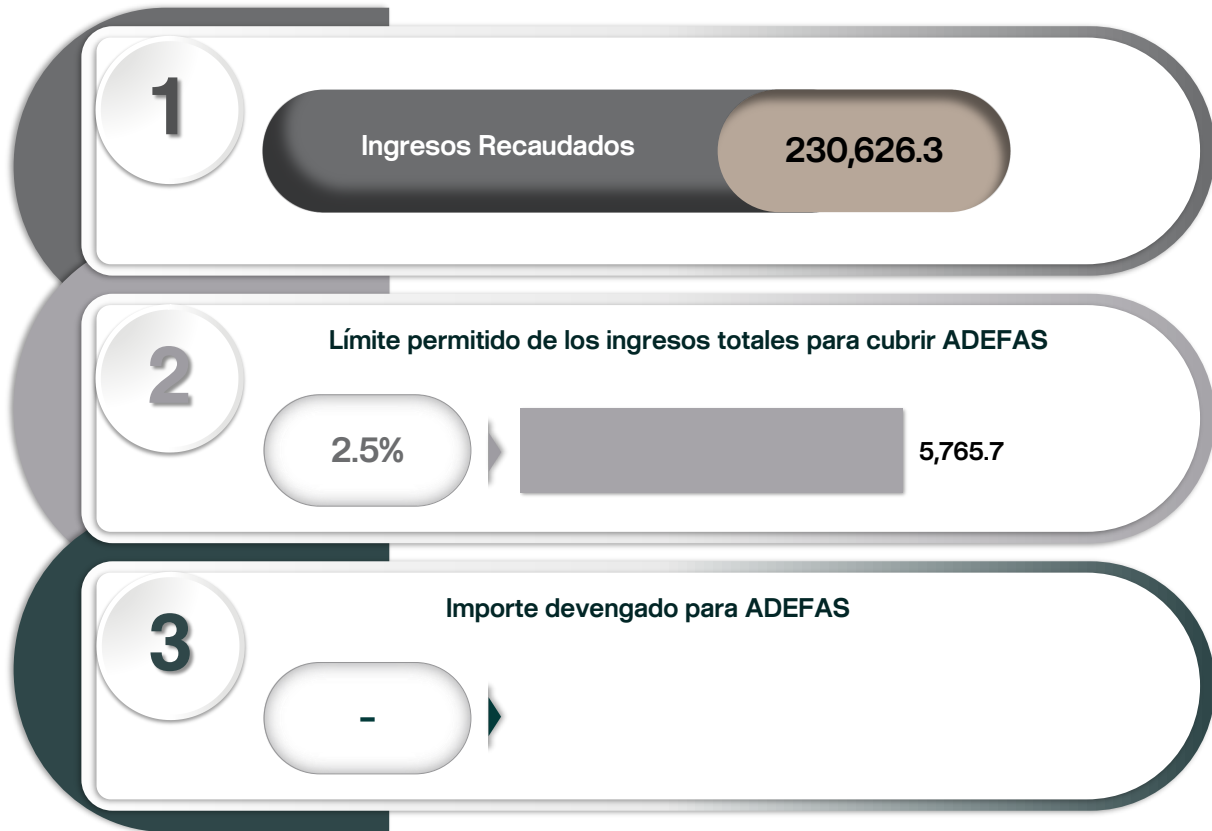 1
Ingresos Recaudados
230,626.3
2
Límite permitido de los ingresos totales para cubrir ADEFAS
2.5%
5,765.7
3
Importe devengado para ADEFAS
-